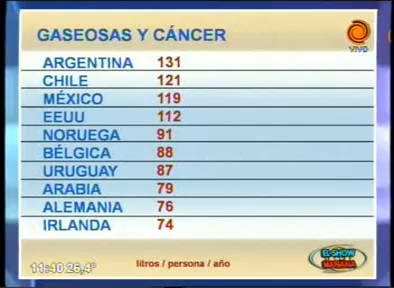 GASEOSAS Y CÁNCER
VIVO
ARGENTINA 131
CHILE 121
MÉXICO 119
EEUU 112
NORUEGA 91
BÉLGICA 88
URUGUAY 87
ARABIA 79
ALEMANIA 76
IRLANDA 74
litros / persona / año
EL SHOW
MAÑANA
11:40 26,4°